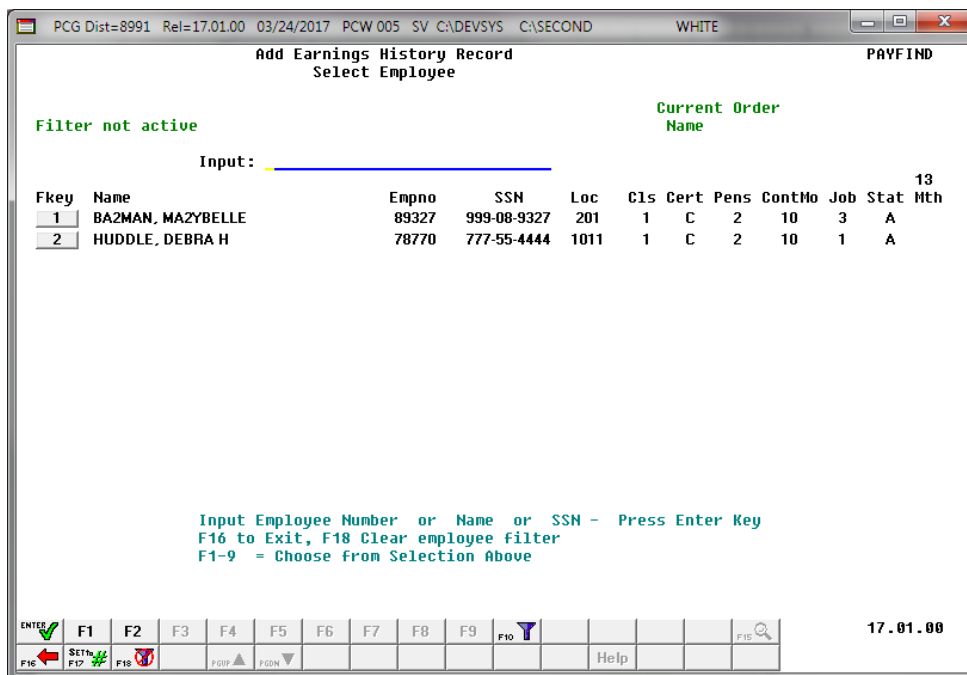 PCG Dist=8991 Rel=17.01.00 03/24/2017 PCW 005 SV C:\DEVSYS C:\SECOND WHITE
Add Earnings History Record PAYFIND
Select Employee
Current Order
Filter not active Name
Input:
13
Fkey Name Empno SSN Loc Cls Cert Pens ContMo Job Stat Mth
1 BA2MAN, MA2YBELLE 89327 999-08-9327 201 1 C 2 10 3 A
2 HUDDLE, DEBRA H 78770 777-55-4444 1011 1 C 2 10 1 A
Input Employee Number or Name or SSN - Press Enter Key
F16 to Exit, F18 Clear employee filter
F1-9 = Choose from Selection Above
ENTER F1 F2 F3 F4 F5 F6 F7 F8 F9 F10 F15 17.01.00
F16 SETTo F17 # F18 PGUP PGDN Help